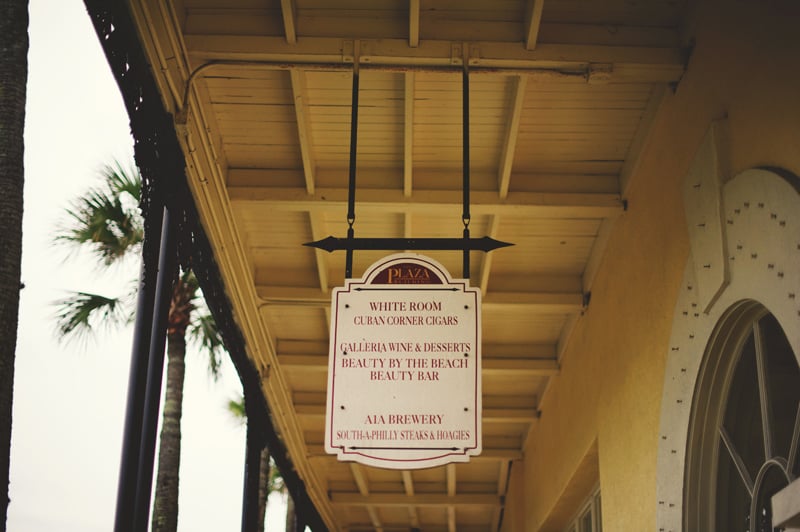 PLAZA
WHITE ROOM
CUBAN CORNER CIGARS
GALLERIA WINE & DESSERTS
BEAUTY BY THE BEACH
BEAUTY BAR
A1A BREWERY
SOUTH-A-PHILLY STEAKS & HOAGIES